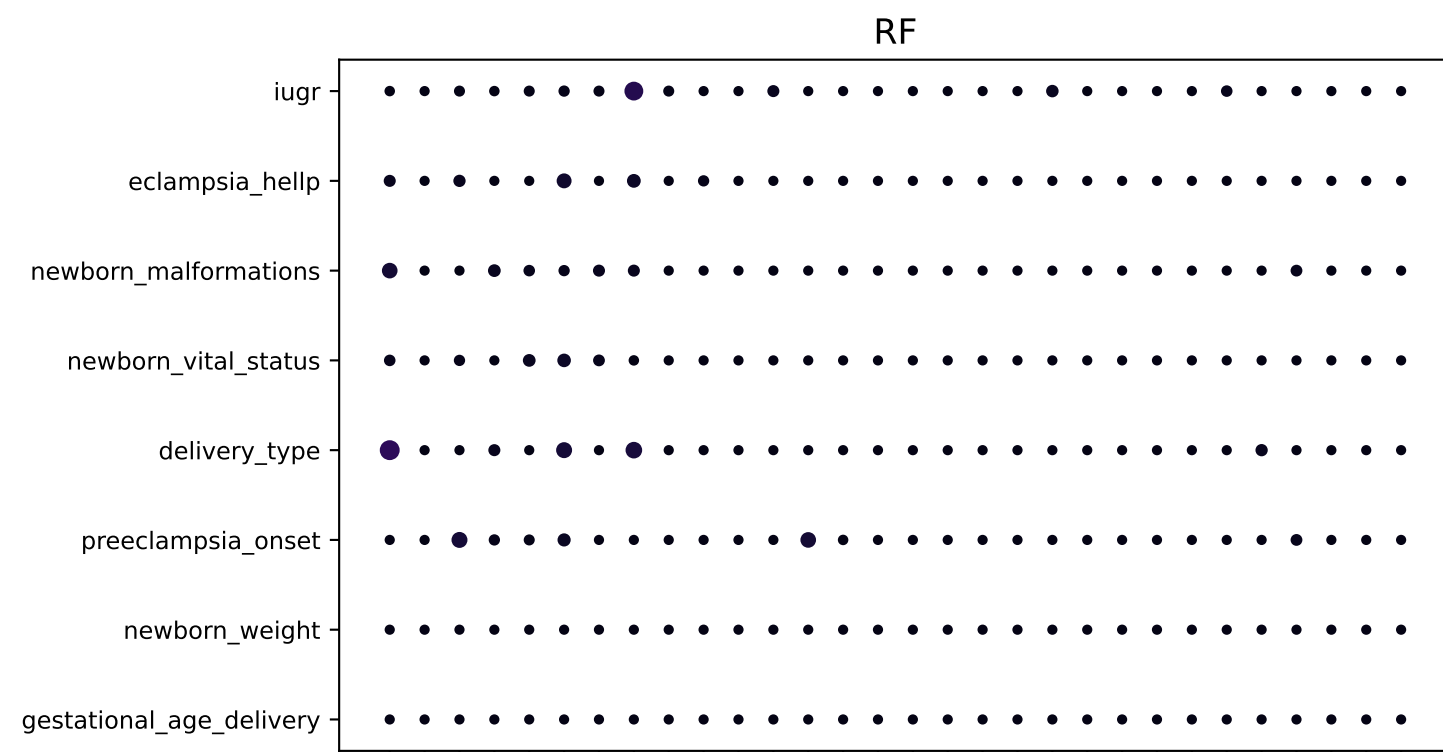 RF
iugr
eclampsia_hellp
newborn_malformations
newborn_vital_status
delivery_type
preeclampsia_onset
newborn_weight
gestational_age_delivery